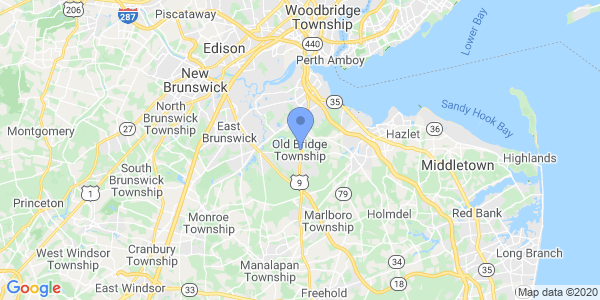 206
Piscataway
287
Woodbridge
Township
Lower Bay
Edison
440
Perth Amboy
New
Brunswick
35
Sandy Hook Bay
North
Brunswick
Township
27
Montgomery
East
Brunswick
Hazlet
36
Old Bridge
Township
Middletown
Highlands
South
Brunswick
Township
1
9
79
Princeton
Monroe
Township
Marlboro
Township
Holmdel
Red Bank
West Windsor
Township
Cranbury
Township
Manalapan
Township
34
18
35
Long Branch
East Windsor
Freehold
Google
Map data ©2020